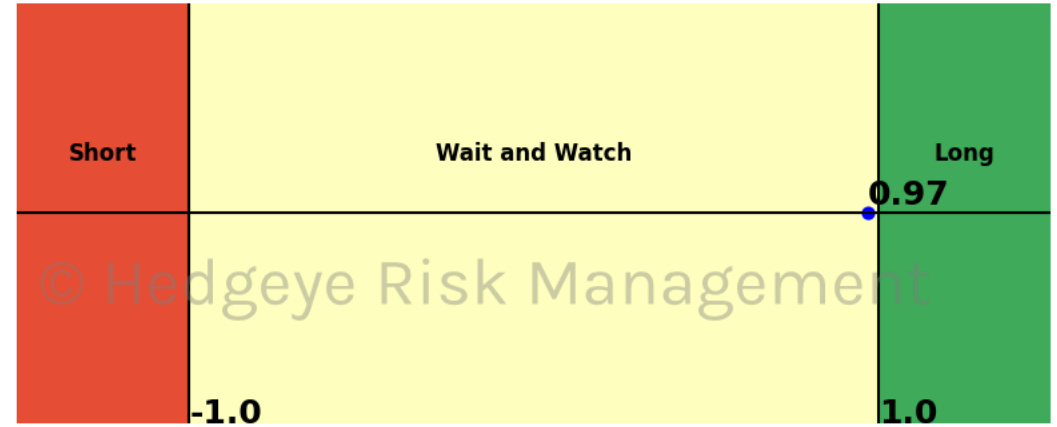 Short
Wait and Watch
Long
0.97
© Hedgeye Risk Management
-1.0
1.0